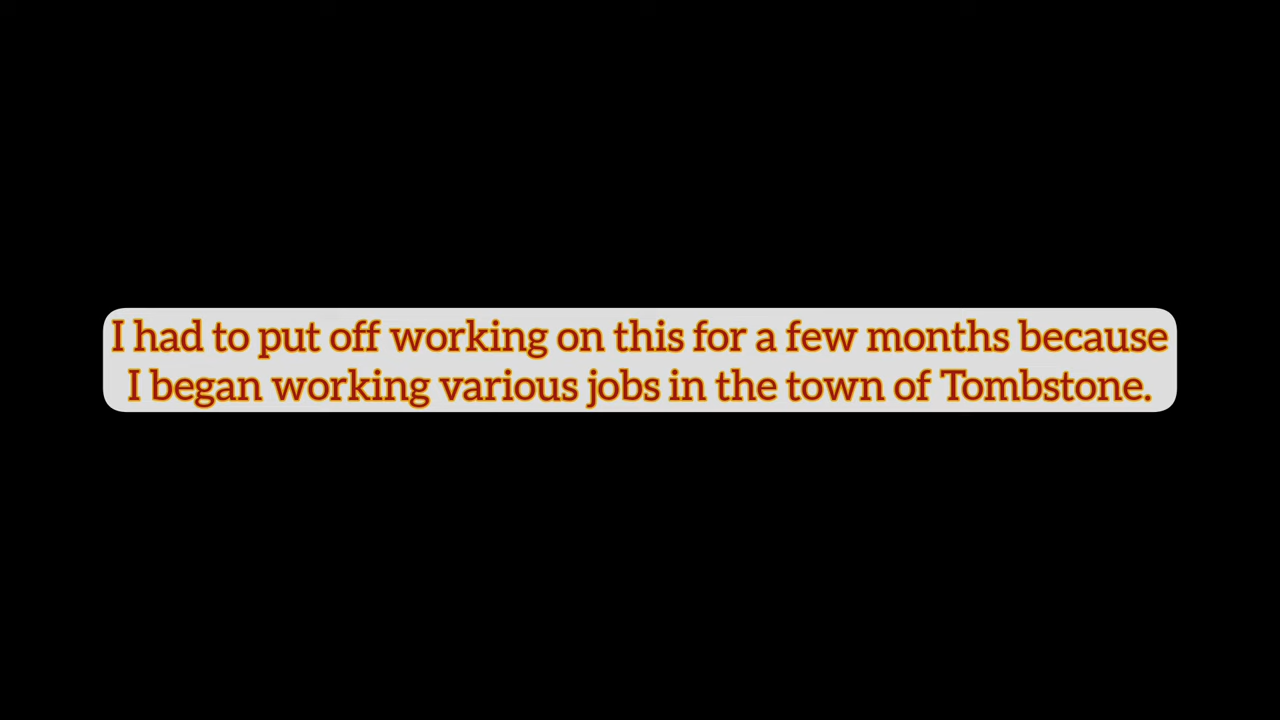 I had to put off working on this for a few months because
I began working various jobs in the town of Tombstone.